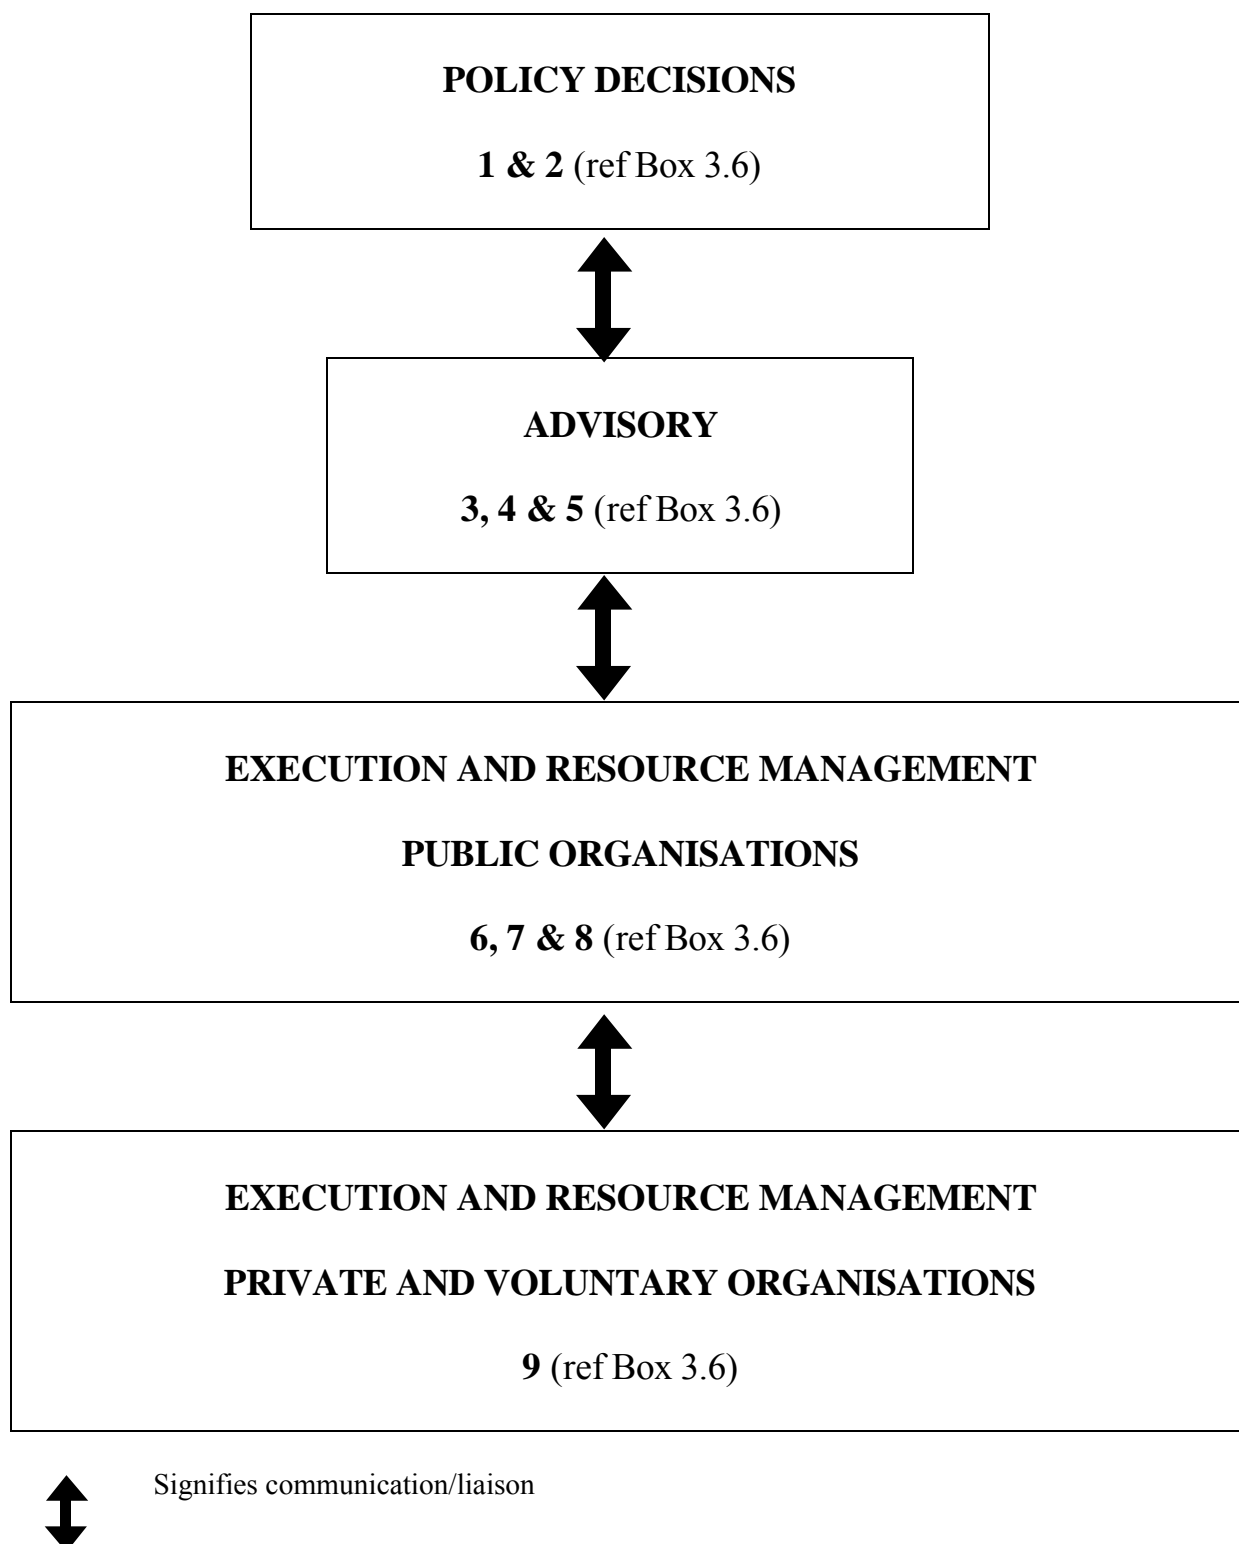 POLICY DECISIONS
1 & 2 (ref Box 3.6)
ADVISORY
3, 4 & 5 (ref Box 3.6)
EXECUTION AND RESOURCE MANAGEMENT
PUBLIC ORGANISATIONS
6, 7 & 8 (ref Box 3.6)
EXECUTION AND RESOURCE MANAGEMENT
PRIVATE AND VOLUNTARY ORGANISATIONS
9 (ref Box 3.6)
Signifies communication/liaison